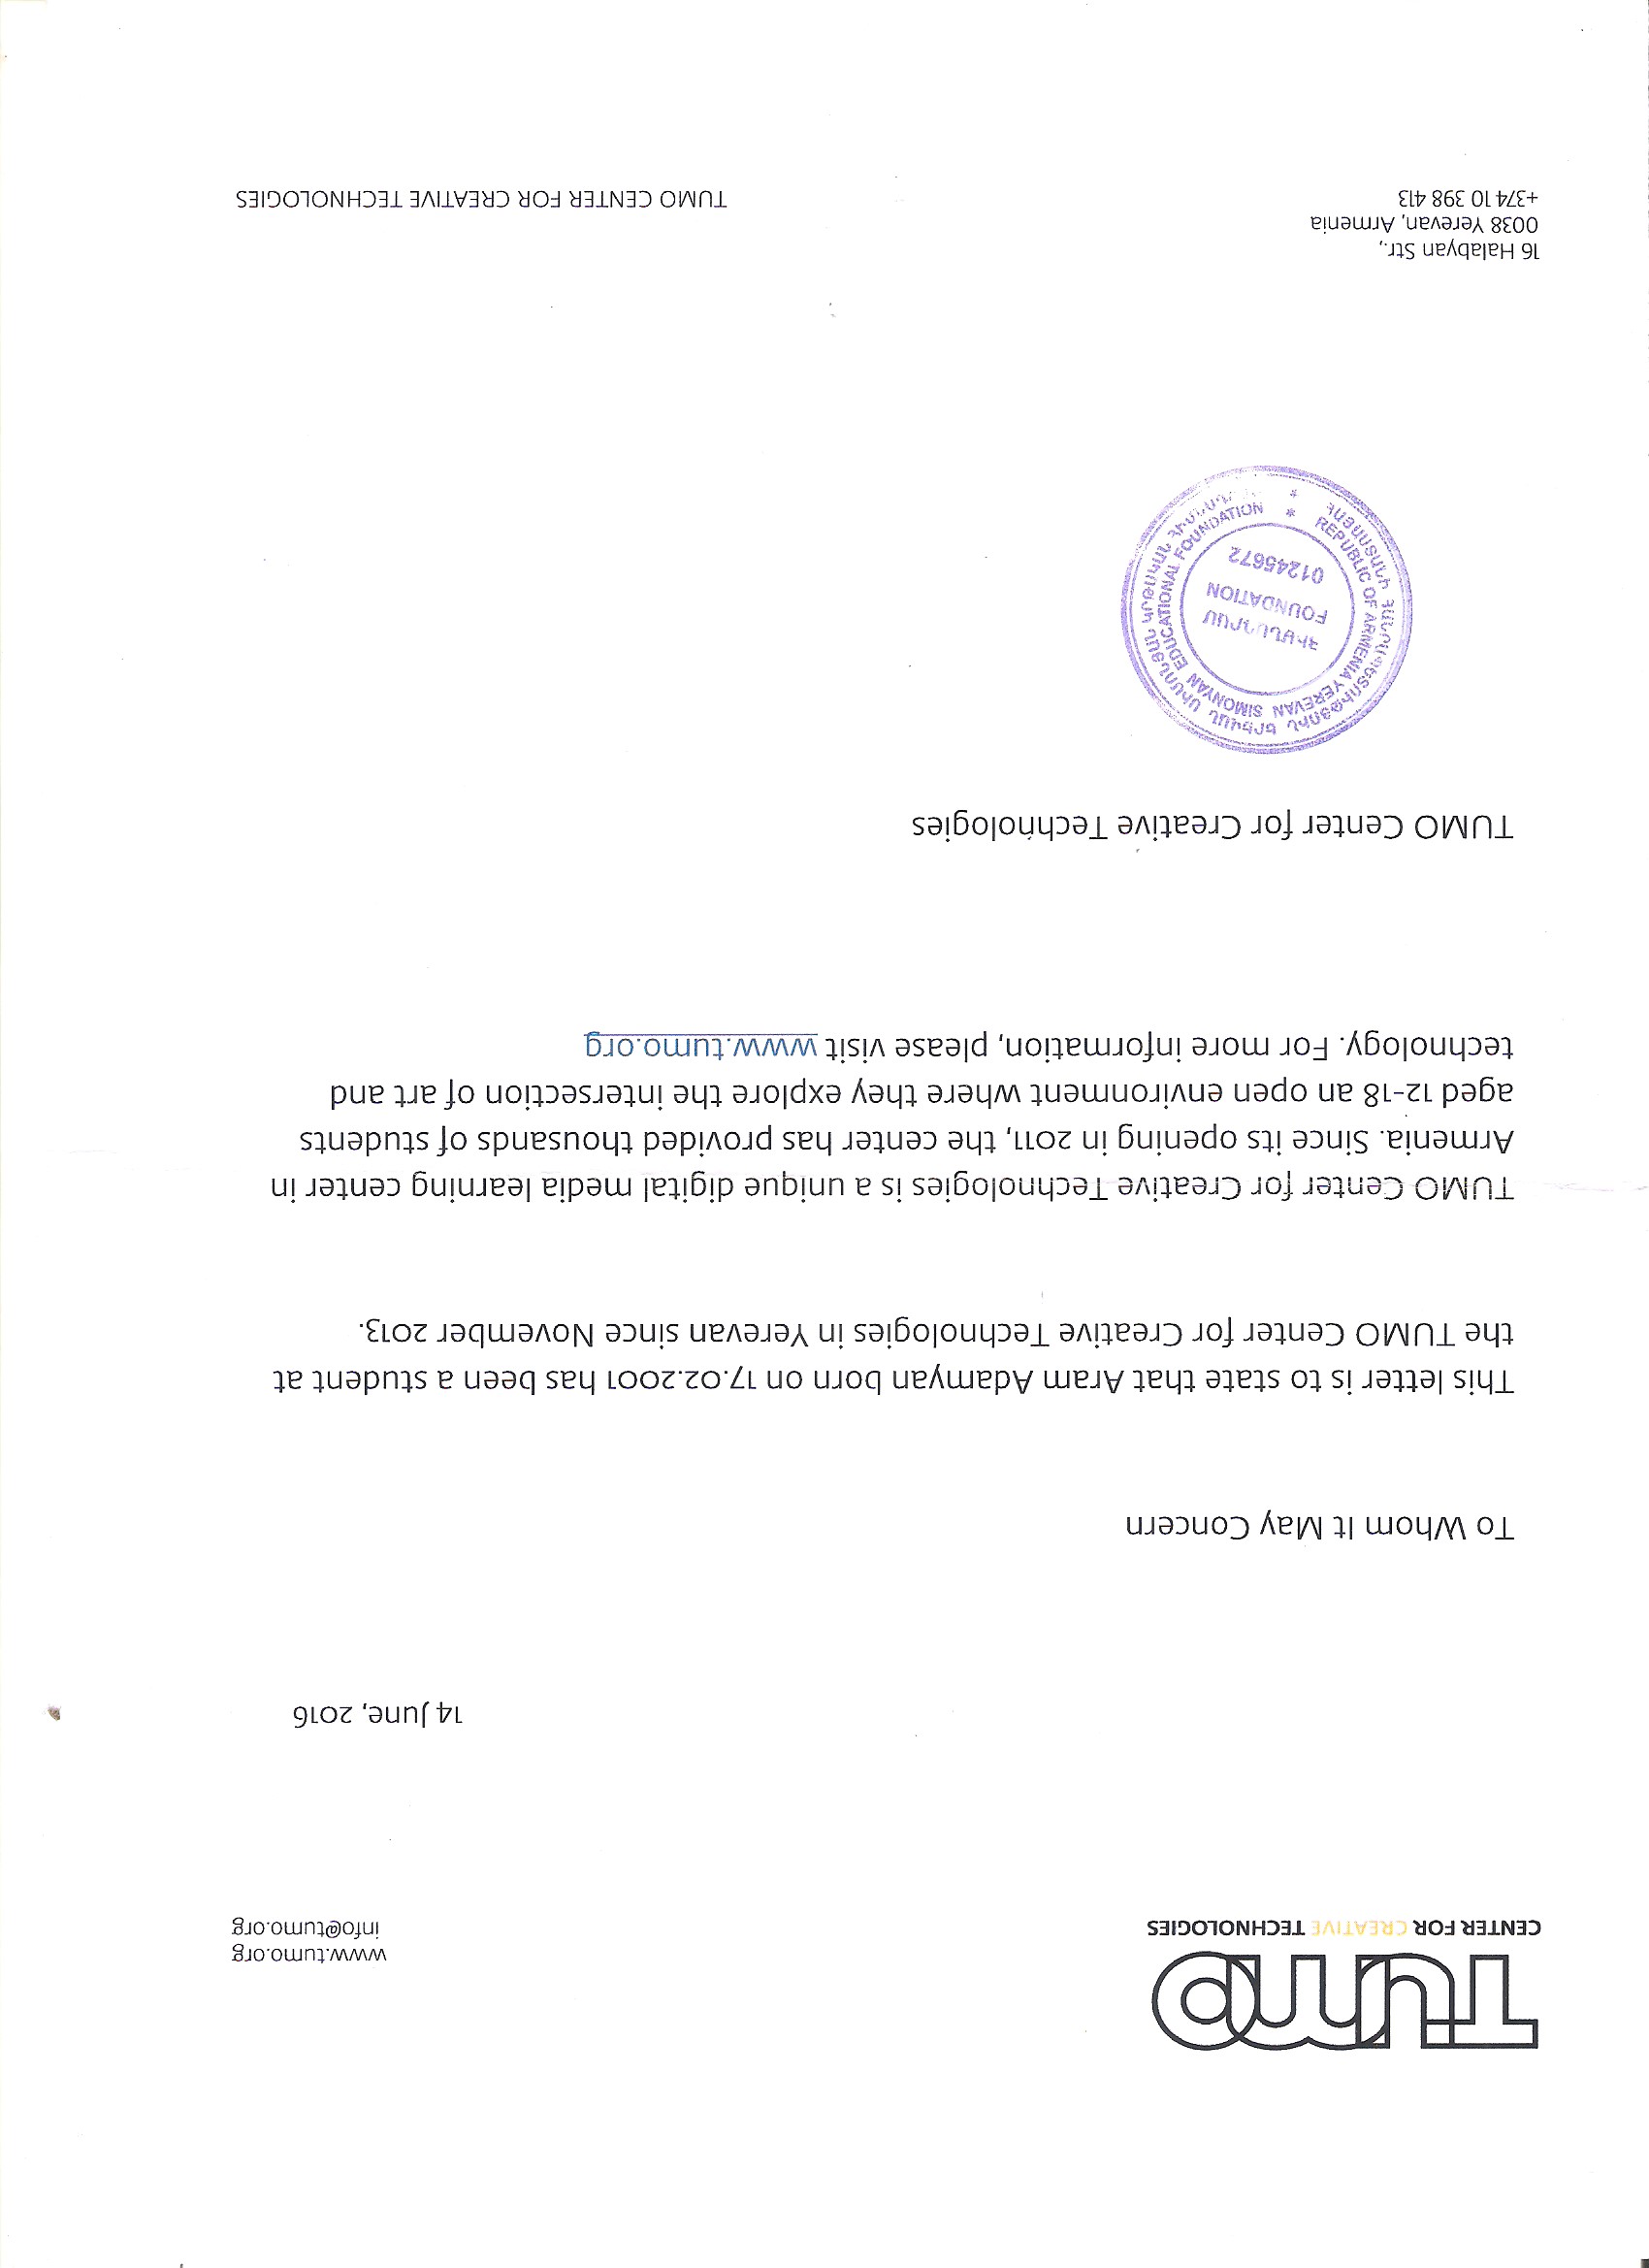 TUMO
CENTER FOR CREATIVE TECHNOLOGIES
www.tumo.org
info@tumo.org
14 June, 2016
To Whom It May Concern
This letter is to state that Aram Adamyan born on 17.02.2001 has been a student at
the TUMO Center for Creative Technologies in Yerevan since November 2013.
TUMO Center for Creative Technologies is a unique digital media learning center in
Armenia. Since its opening in 2011, the center has provided thousands of students
aged 12-18 an open environment where they explore the intersection of art and
technology. For more information, please visit www.tumo.org
TUMO Center for Creative Technologies
ՀԱՅԱՍՏԱՆԻ ՀԱՆՐԱՊԵՏՈՒԹՅՈՒՆ ԵՐԵՎԱՆ ՍԻՄՈՆՅԱՆ ԿՐԹԱԿԱՆ
REPUBLIC OF ARMENIA YEREVAN SIMONYAN EDUCATIONAL FOUNDATION
ՀԻՄՆԱԴՐԱՄ
FOUNDATION
01245672
16 Halabyan Str.,
0038 Yerevan, Armenia
+374 10 398 413
TUMO CENTER FOR CREATIVE TECHNOLOGIES